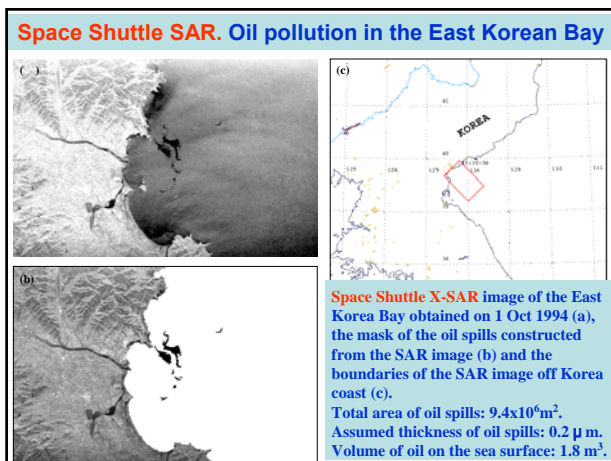 Space Shuttle SAR. Oil pollution in the East Korean Bay
( )
(c)
KOREA
(b)
Space Shuttle X-SAR image of the East
Korea Bay obtained on 1 Oct 1994 (a),
the mask of the oil spills constructed
from the SAR image (b) and the
boundaries of the SAR image off Korea
coast (c).
Total area of oil spills: 9.4x10⁶m².
Assumed thickness of oil spills: 0.2 μ m.
Volume of oil on the sea surface: 1.8 m³.